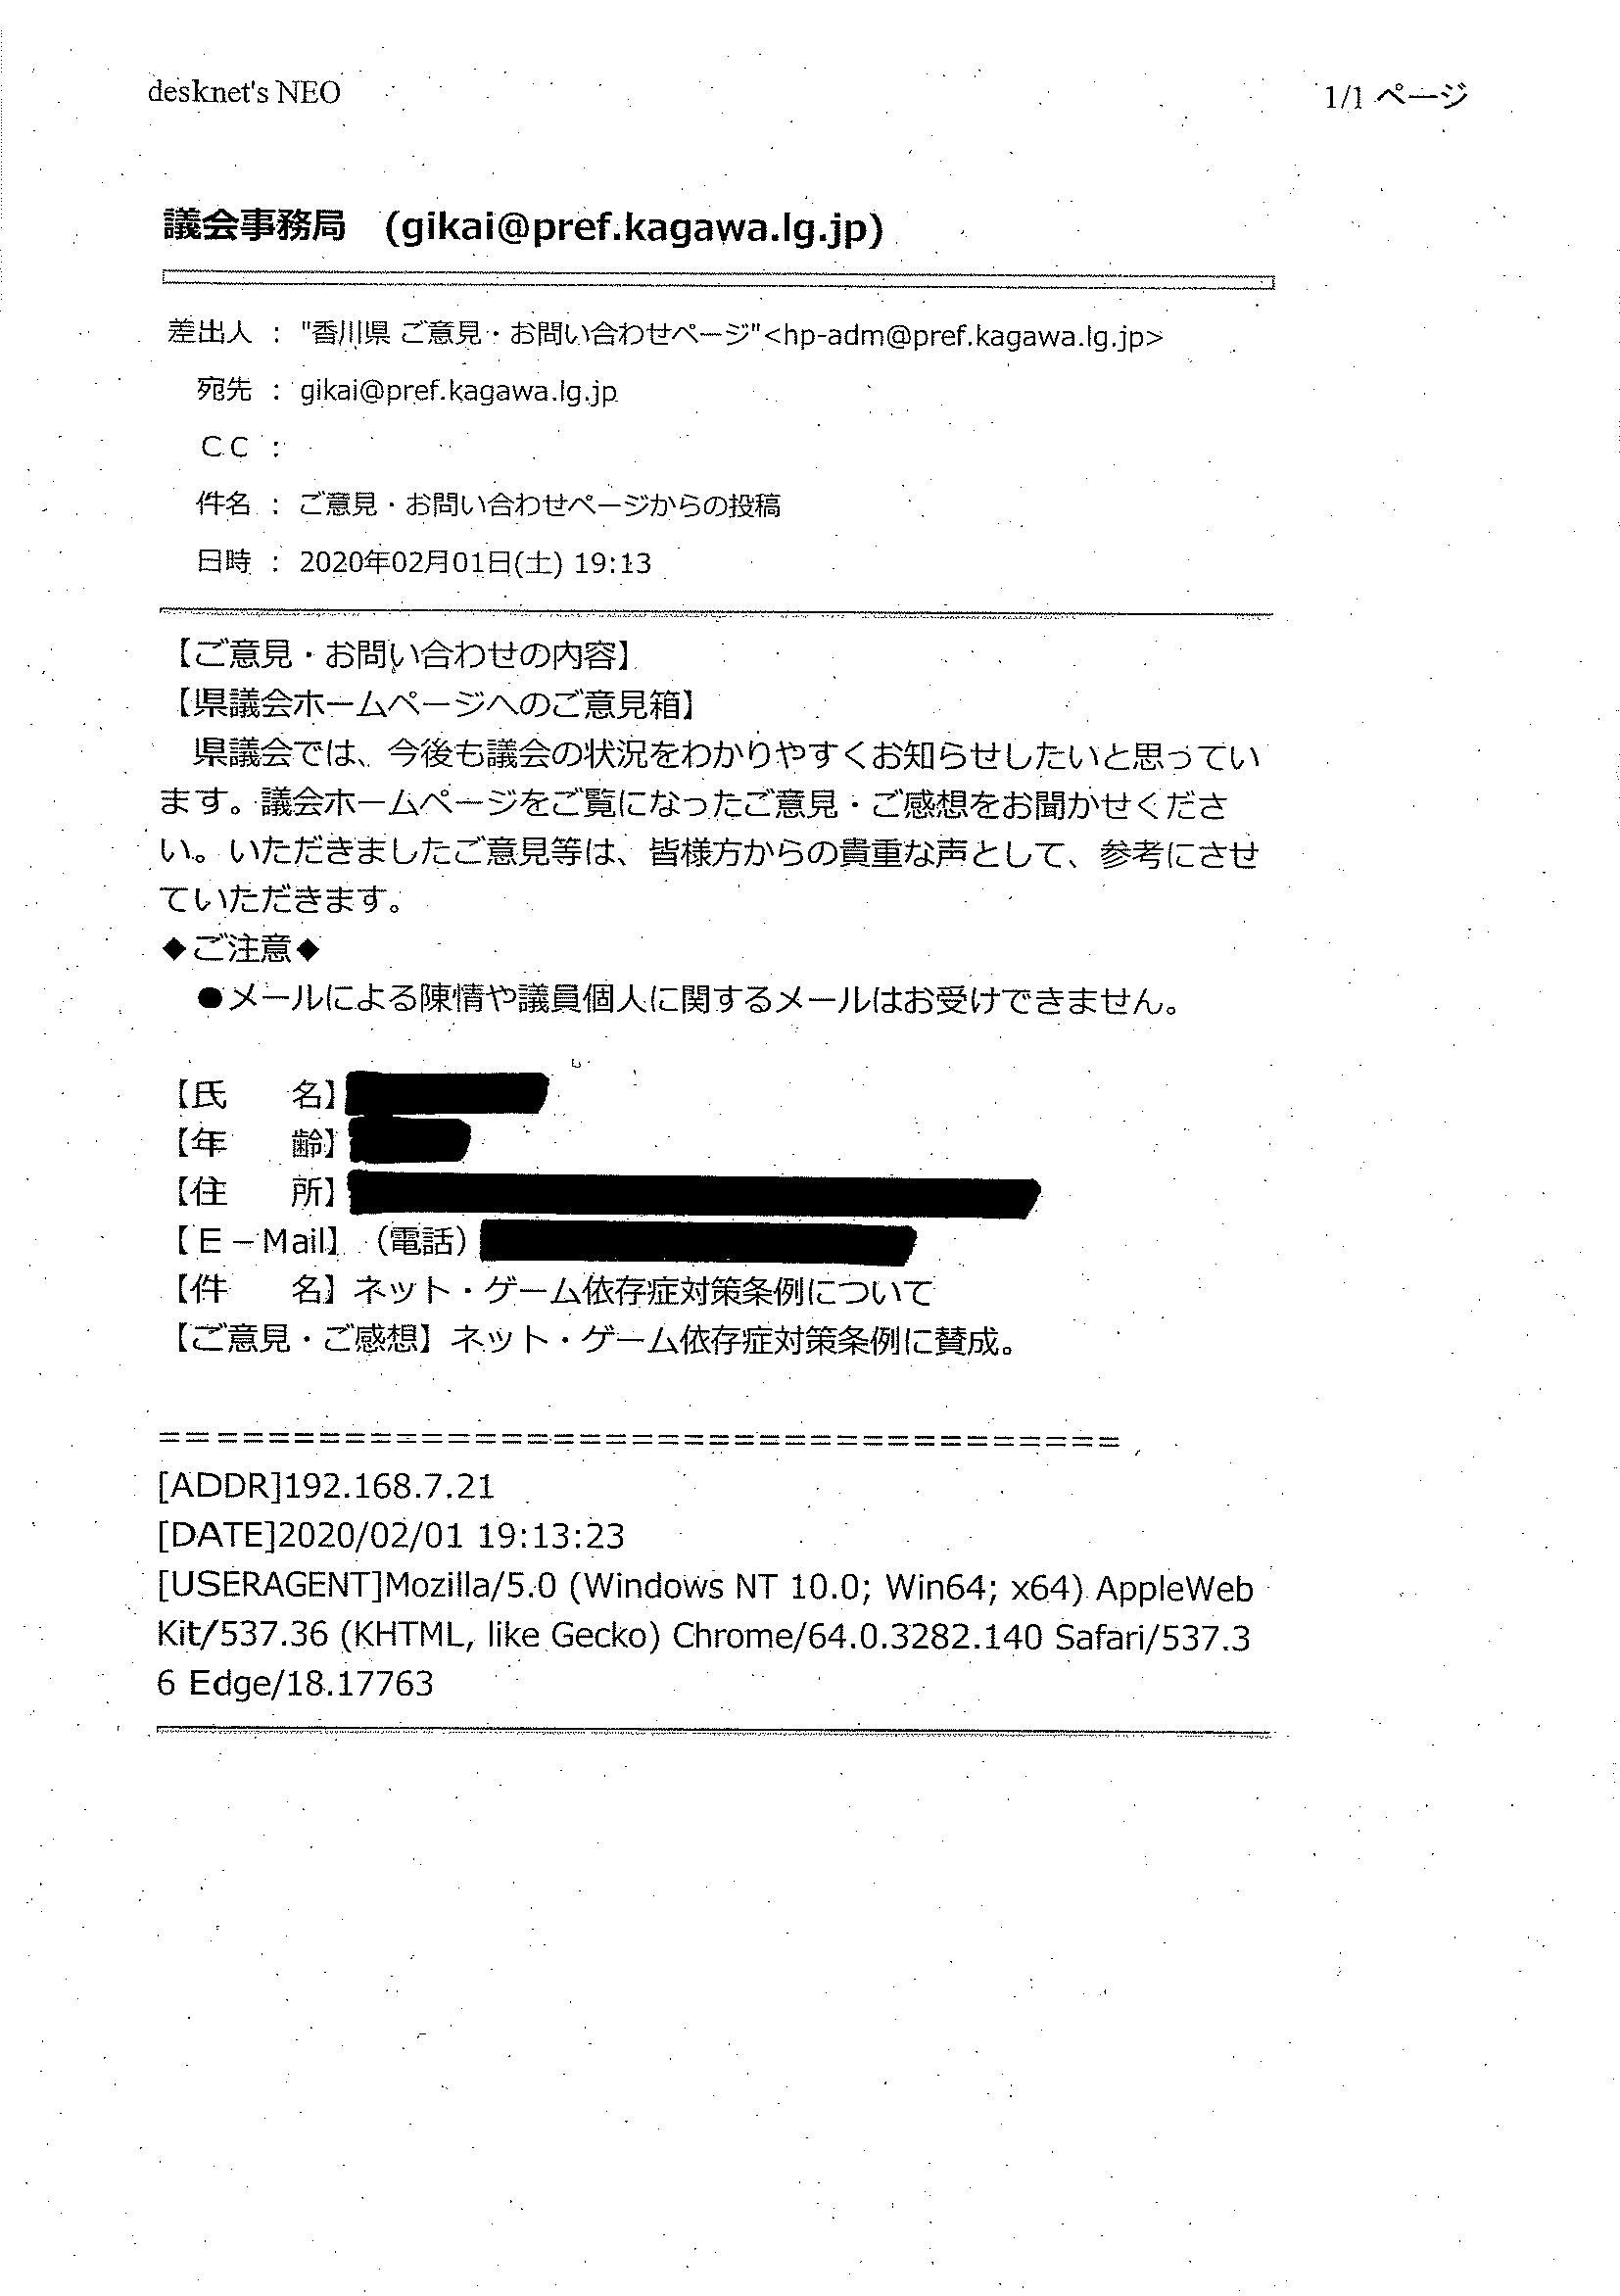 desknet's NEO
1/1 ページ
議会事務局 (gikai@pref.kagawa.lg.jp)
差出人 : "香川県 ご意見・お問い合わせページ"<hp-adm@pref.kagawa.lg.jp>
宛先 : gikai@pref.kagawa.lg.jp
CC :
件名 : ご意見・お問い合わせページからの投稿
日時 : 2020年02月01日(土) 19:13
【ご意見・お問い合わせの内容】
【県議会ホームページへのご意見箱】
県議会では、今後も議会の状況をわかりやすくお知らせしたいと思ってい
ます。議会ホームページをご覧になったご意見・ご感想をお聞かせくださ
い。いただきましたご意見等は、皆様方からの貴重な声として、参考にさせ
ていただきます。
◆ご注意◆
●メールによる陳情や議員個人に関するメールはお受けできません。
【氏　　名】
【年　　齢】
【住　　所】
【E－Mail】（電話）
【件　　名】ネット・ゲーム依存症対策条例について
【ご意見・ご感想】ネット・ゲーム依存症対策条例に賛成。
=====================================
[ADDR]192.168.7.21
[DATE]2020/02/01 19:13:23
[USERAGENT]Mozilla/5.0 (Windows NT 10.0; Win64; x64) AppleWeb
Kit/537.36 (KHTML, like Gecko) Chrome/64.0.3282.140 Safari/537.3
6 Edge/18.17763